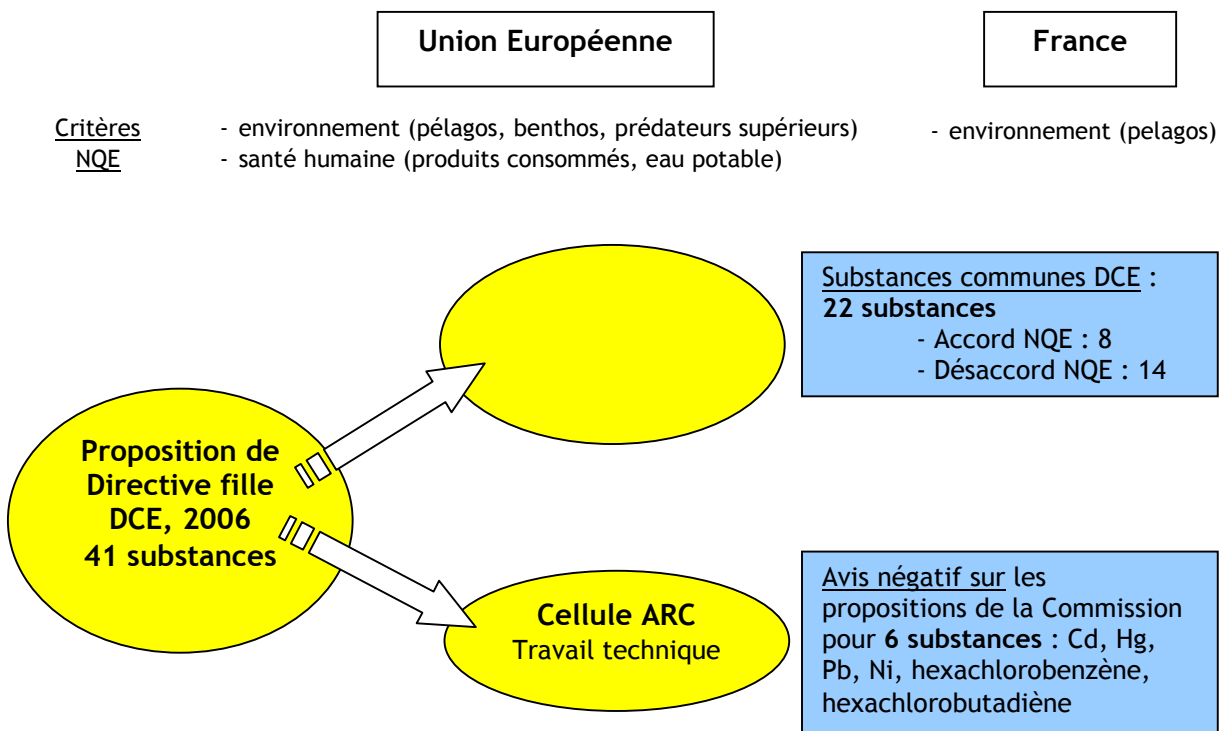 Union Européenne
France
Critères - environnement (pélagos, benthos, prédateurs supérieurs) - environnement (pelagos)
NQE - santé humaine (produits consommés, eau potable)
Substances communes DCE :
22 substances
- Accord NQE : 8
- Désaccord NQE : 14
Proposition de
Directive fille
DCE, 2006
41 substances
Cellule ARC
Travail technique
Avis négatif sur les
propositions de la Commission
pour 6 substances : Cd, Hg,
Pb, Ni, hexachlorobenzène,
hexachlorobutadiène